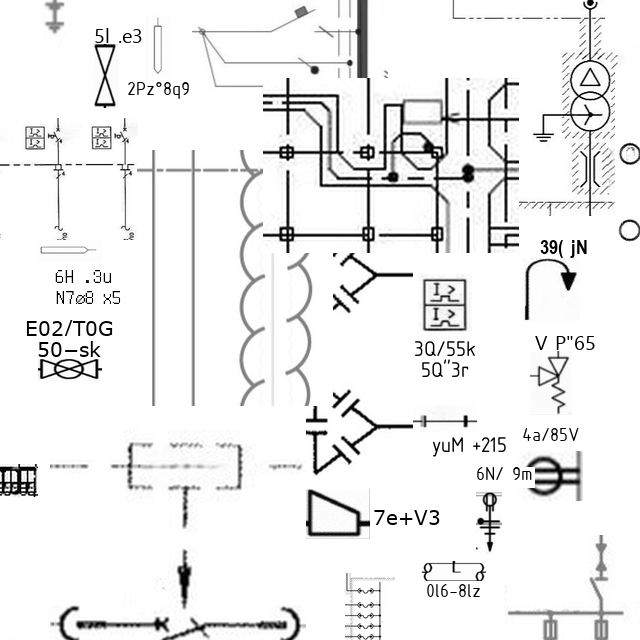 5l .e3
2Pz°8q9
39( jN
6H .3u
N7ø8 x5
E02/T0G
50-sk
V P"65
3Q/55k
5Q"3r
4a/85V
yuM +215
6N/ 9m
7e+V3
0l6-8lz